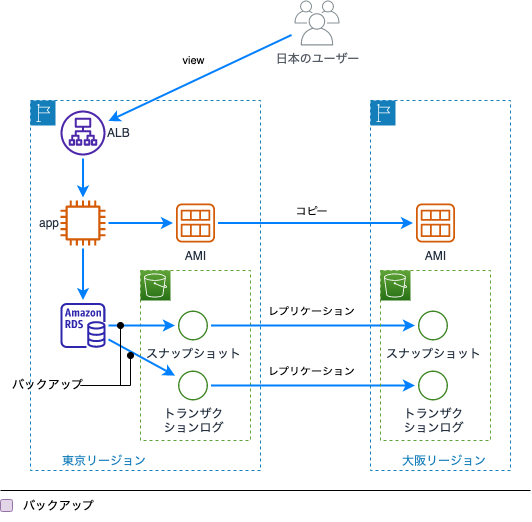 日本のユーザー
view
ALB
app
AMI
コピー
AMI
Amazon
RDS
レプリケーション
スナップショット
スナップショット
バックアップ
レプリケーション
トランザク
ションログ
トランザク
ションログ
東京リージョン
大阪リージョン
バックアップ